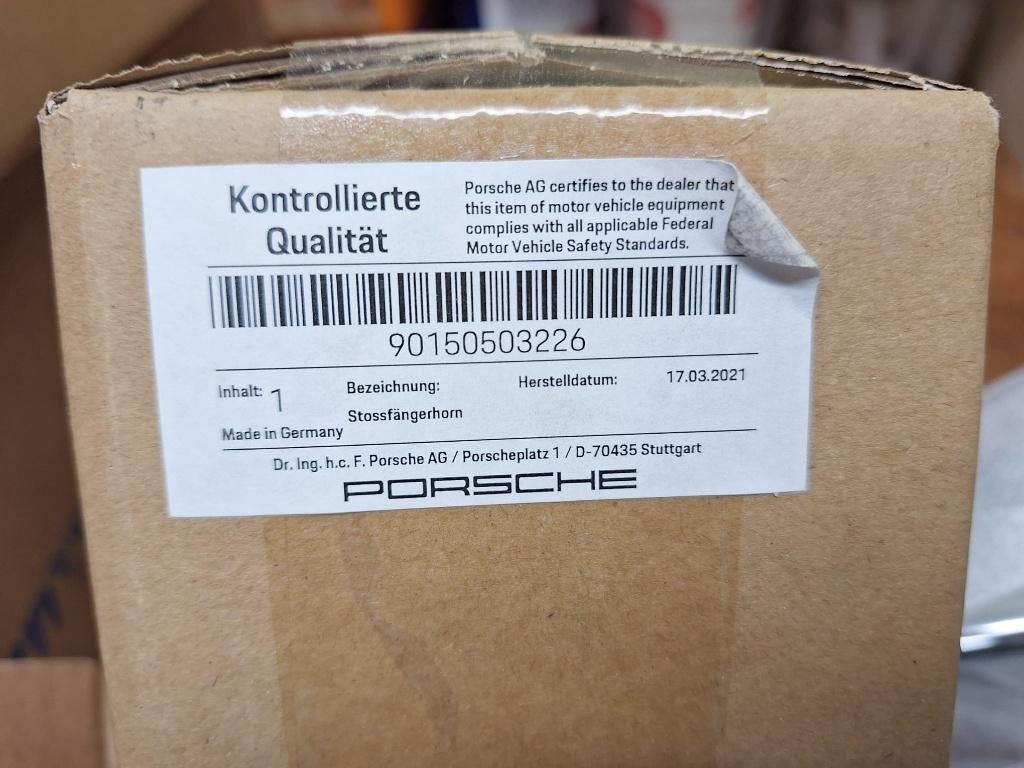 Kontrollierte
Qualität
Porsche AG certifies to the dealer that
this item of motor vehicle equipment
complies with all applicable Federal
Motor Vehicle Safety Standards.
90150503226
Inhalt: 1 Bezeichnung: Herstelldatum: 17.03.2021
Stossfängerhorn
Made in Germany
Dr. Ing. h.c. F. Porsche AG / Porscheplatz 1 / D-70435 Stuttgart
PORSCHE